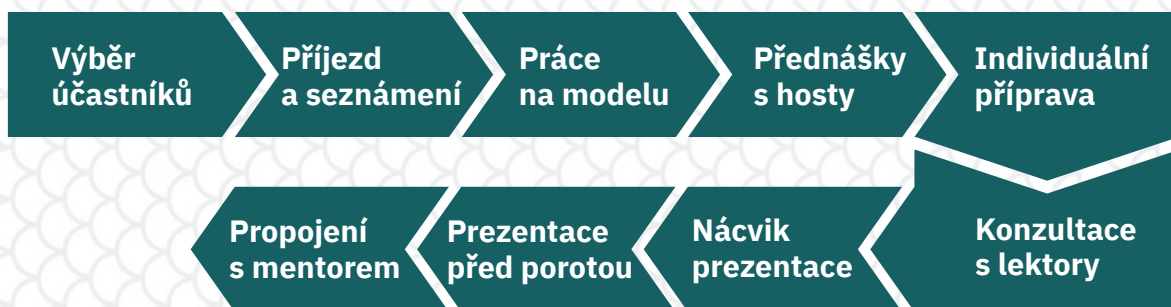 Výběr
účastníků
Příjezd
a seznámení
Práce
na modelu
Přednášky
s hosty
Individuální
příprava
Konzultace
s lektory
Nácvik
prezentace
Prezentace
před porotou
Propojení
s mentorem